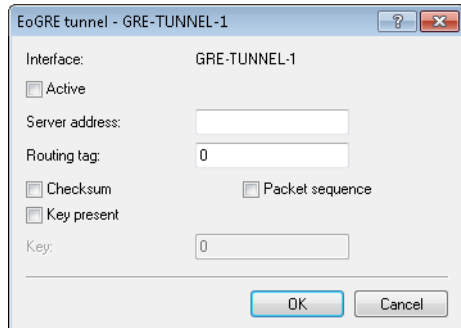 EoGRE tunnel - GRE-TUNNEL-1
Interface: GRE-TUNNEL-1
Active
Server address:
Routing tag: 0
Checksum Packet sequence
Key present
Key: 0
OK Cancel